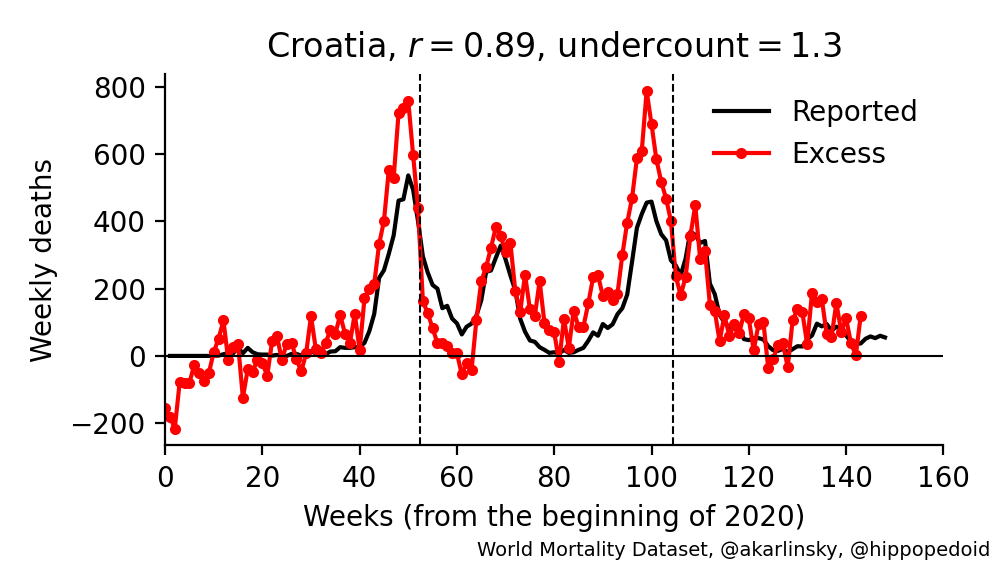 Croatia, r = 0.89, undercount = 1.3
800
600
400
200
0
−200
Weekly deaths
Reported
Excess
0 20 40 60 80 100 120 140 160
Weeks (from the beginning of 2020)
World Mortality Dataset, @akarlinsky, @hippopedoid